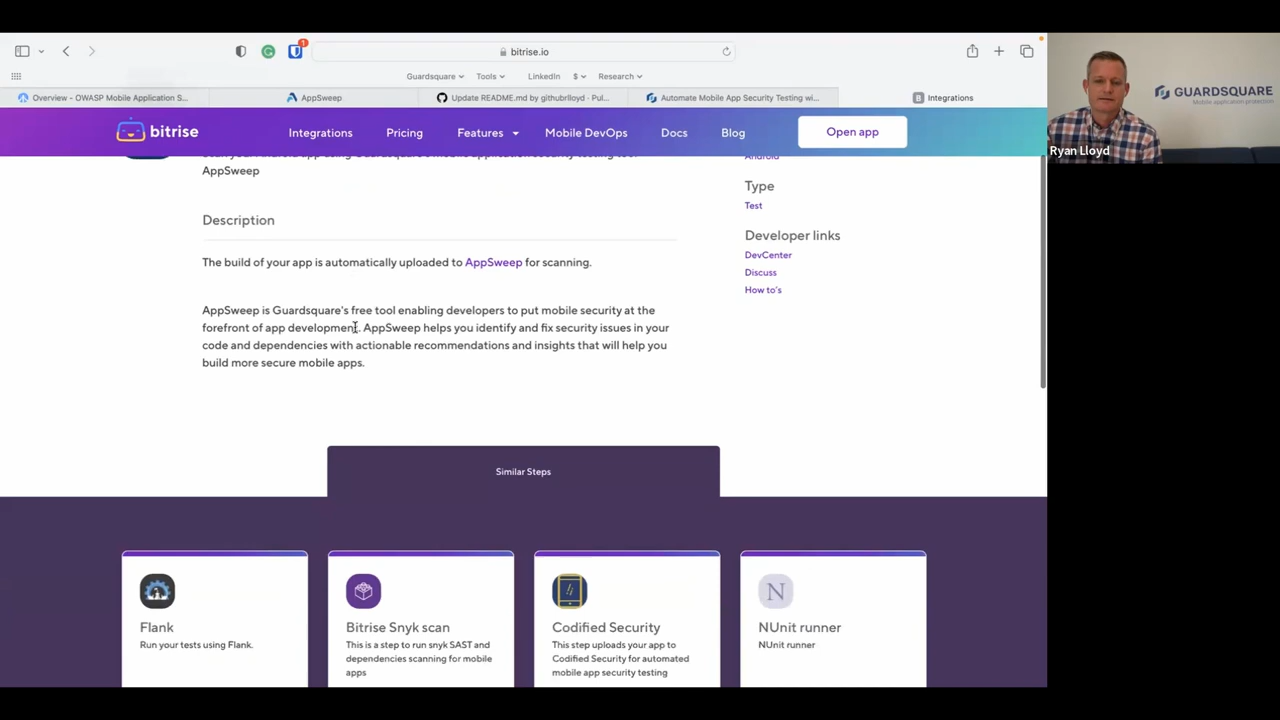 1
bitrise.io
Guardsquare
Tools
LinkedIn
$
Research
Overview - OWASP Mobile Application S...
AppSweep
Update README.md by githubrlloyd · Pul...
Automate Mobile App Security Testing wi...
B
Integrations
bitrise
Integrations
Pricing
Features
Mobile DevOps
Docs
Blog
Open app
GUARDSQUARE
Mobile application protection
Ryan Lloyd
AppSweep
Android
Type
Test
Description
Developer links
DevCenter
Discuss
How to's
The build of your app is automatically uploaded to AppSweep for scanning.
AppSweep is Guardsquare's free tool enabling developers to put mobile security at the
forefront of app development. AppSweep helps you identify and fix security issues in your
code and dependencies with actionable recommendations and insights that will help you
build more secure mobile apps.
Similar Steps
Flank
Run your tests using Flank.
Bitrise Snyk scan
This is a step to run snyk SAST and
dependencies scanning for mobile
apps
Codified Security
This step uploads your app to
Codified Security for automated
mobile app security testing
N
NUnit runner
NUnit runner